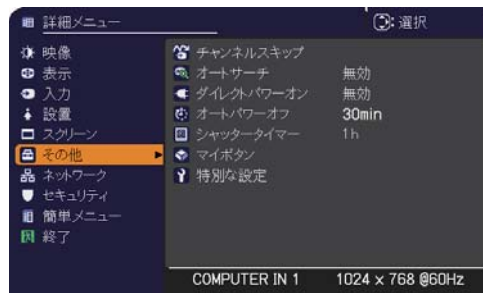 詳細メニュー
:選択
映像
表示
入力
設置
スクリーン
その他
ネットワーク
セキュリティ
簡単メニュー
終了
チャンネルスキップ
オートサーチ 無効
ダイレクトパワーオン 無効
オートパワーオフ 30min
シャッタータイマー 1h
マイボタン
特別な設定
COMPUTER IN 1 1024 x 768 @60Hz